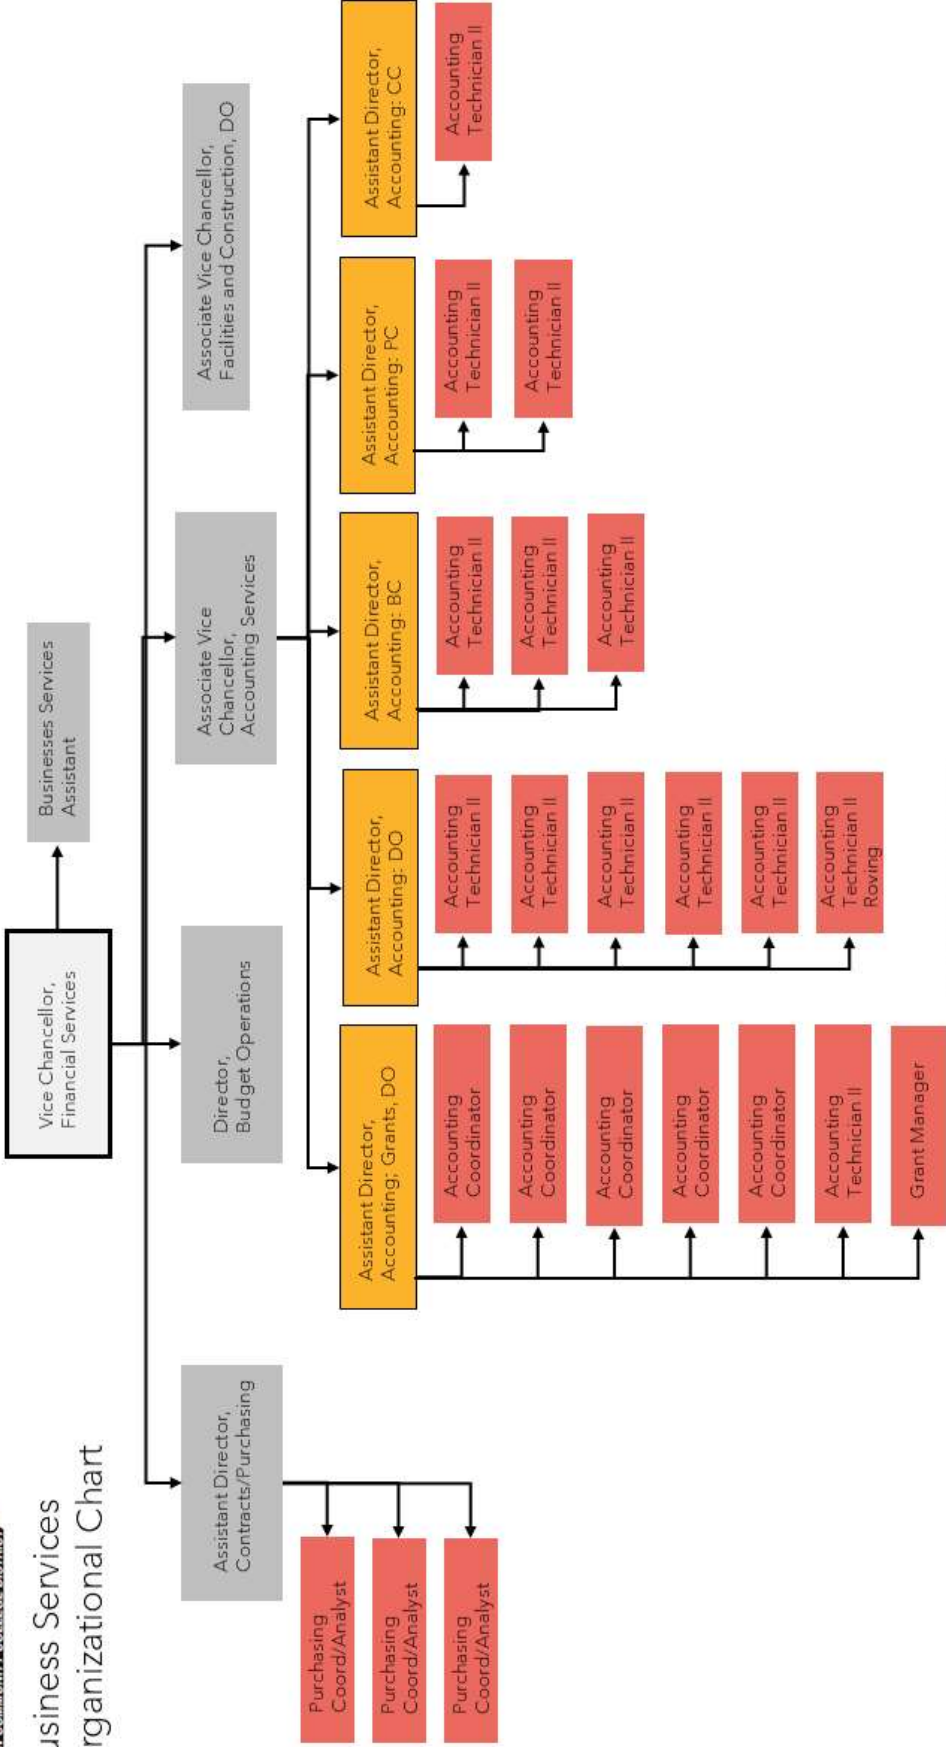 usiness Services
rganizational Chart
Vice Chancellor,
Financial Services
Businesses Services
Assistant
Assistant Director,
Contracts/Purchasing
Director,
Budget Operations
Associate Vice
Chancellor,
Accounting Services
Associate Vice Chancellor,
Facilities and Construction, DO
Purchasing
Coord/Analyst
Purchasing
Coord/Analyst
Purchasing
Coord/Analyst
Assistant Director,
Accounting; Grants, DO
Accounting
Coordinator
Accounting
Coordinator
Accounting
Coordinator
Accounting
Coordinator
Accounting
Coordinator
Accounting
Technician II
Grant Manager
Assistant Director,
Accounting: DO
Accounting
Technician II
Accounting
Technician II
Accounting
Technician II
Accounting
Technician II
Accounting
Technician II
Accounting
Technician II
Roving
Assistant Director,
Accounting: BC
Accounting
Technician II
Accounting
Technician II
Accounting
Technician II
Assistant Director,
Accounting: PC
Accounting
Technician II
Accounting
Technician II
Assistant Director,
Accounting: CC
Accounting
Technician II